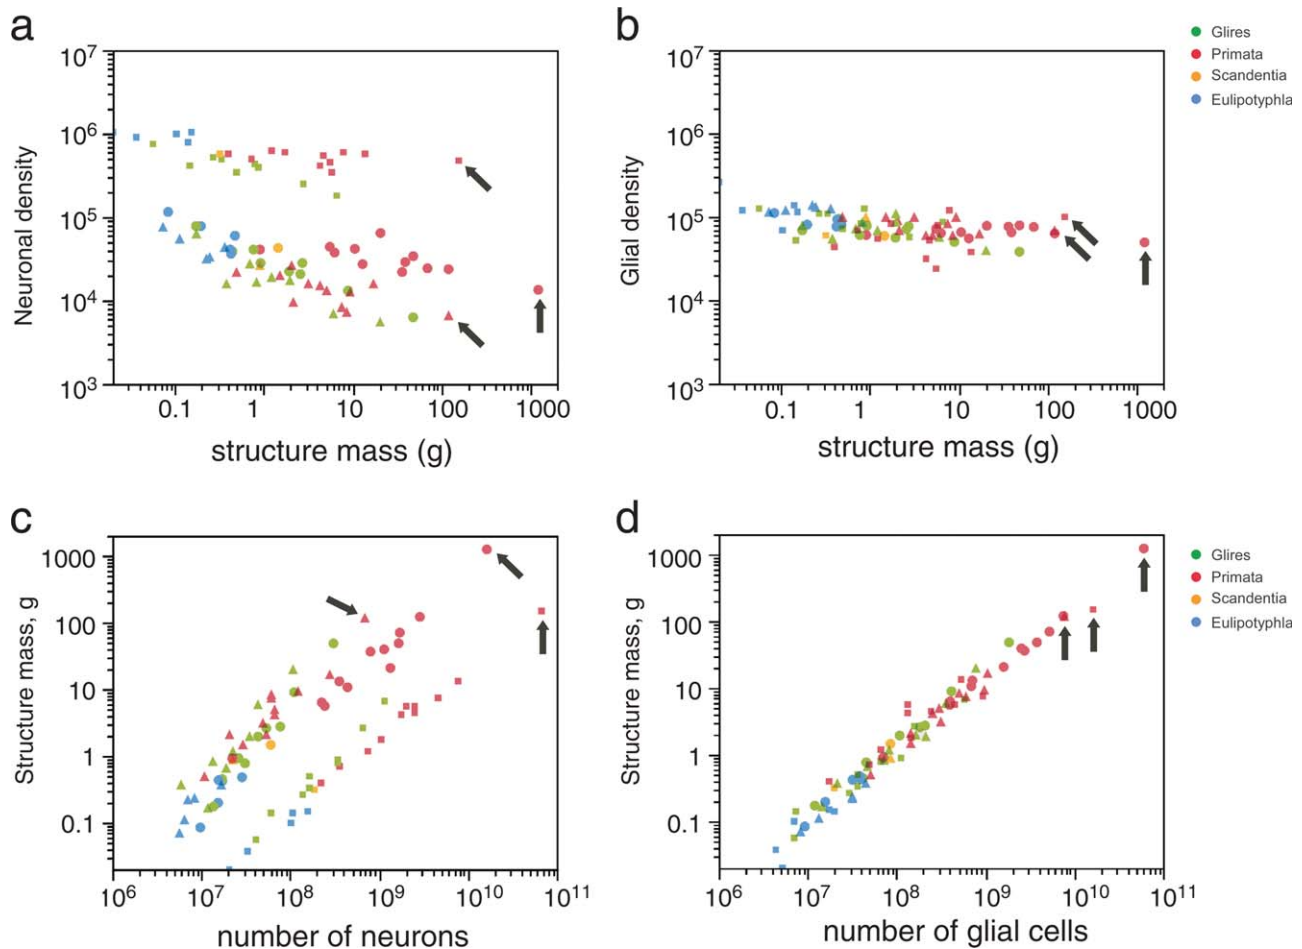 a
10⁷
10⁶
10⁵
10⁴
10³
Neuronal density
0.1
1
10
100
1000
structure mass (g)
b
10⁷
10⁶
10⁵
10⁴
10³
Glial density
0.1
1
10
100
1000
structure mass (g)
Glires
Primata
Scandentia
Eulipotyphla
c
1000
100
10
1
0.1
Structure mass, g
10⁶
10⁷
10⁸
10⁹
10¹⁰
10¹¹
number of neurons
d
1000
100
10
1
0.1
Structure mass, g
10⁶
10⁷
10⁸
10⁹
10¹⁰
10¹¹
number of glial cells
Glires
Primata
Scandentia
Eulipotyphla